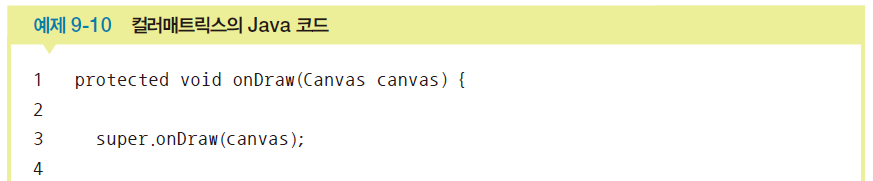 예제 9-10 컬러매트릭스의 Java 코드
1 protected void onDraw(Canvas canvas) {
2
3 super.onDraw(canvas);
4